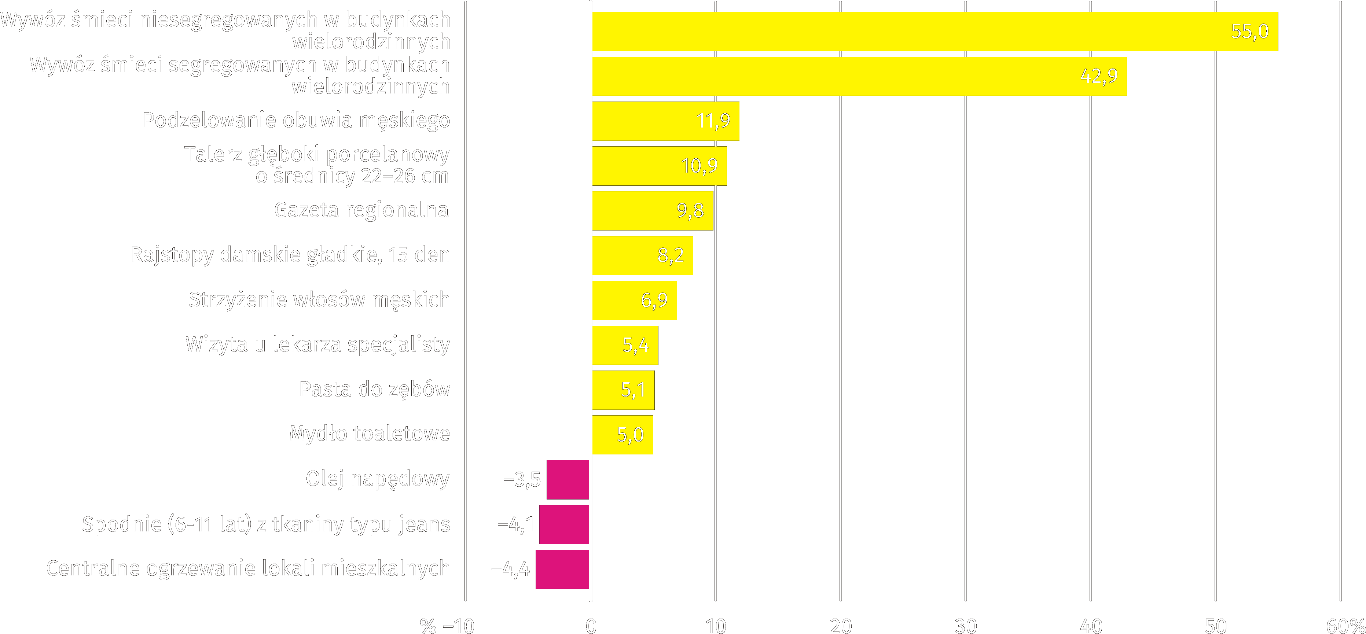 Wywóz śmieci niesegregowanych w budynkach
wielorodzinnych
55,0
Wywóz śmieci segregowanych w budynkach
wielorodzinnych
42,9
Podzelowanie obuwia męskiego
11,9
Talerz głęboki porcelanowy
o średnicy 22–26 cm
10,9
Gazeta regionalna
9,8
Rajstopy damskie gładkie, 15 den
8,2
Strzyżenie włosów męskich
6,9
Wizyta u lekarza specjalisty
5,4
Pasta do zębów
5,1
Mydło toaletowe
5,0
Olej napędowy
–3,5
Spodnie (6-11 lat) z tkaniny typu jeans
–4,1
Centralne ogrzewanie lokali mieszkalnych
–4,4
% –10 0 10 20 30 40 50 60%